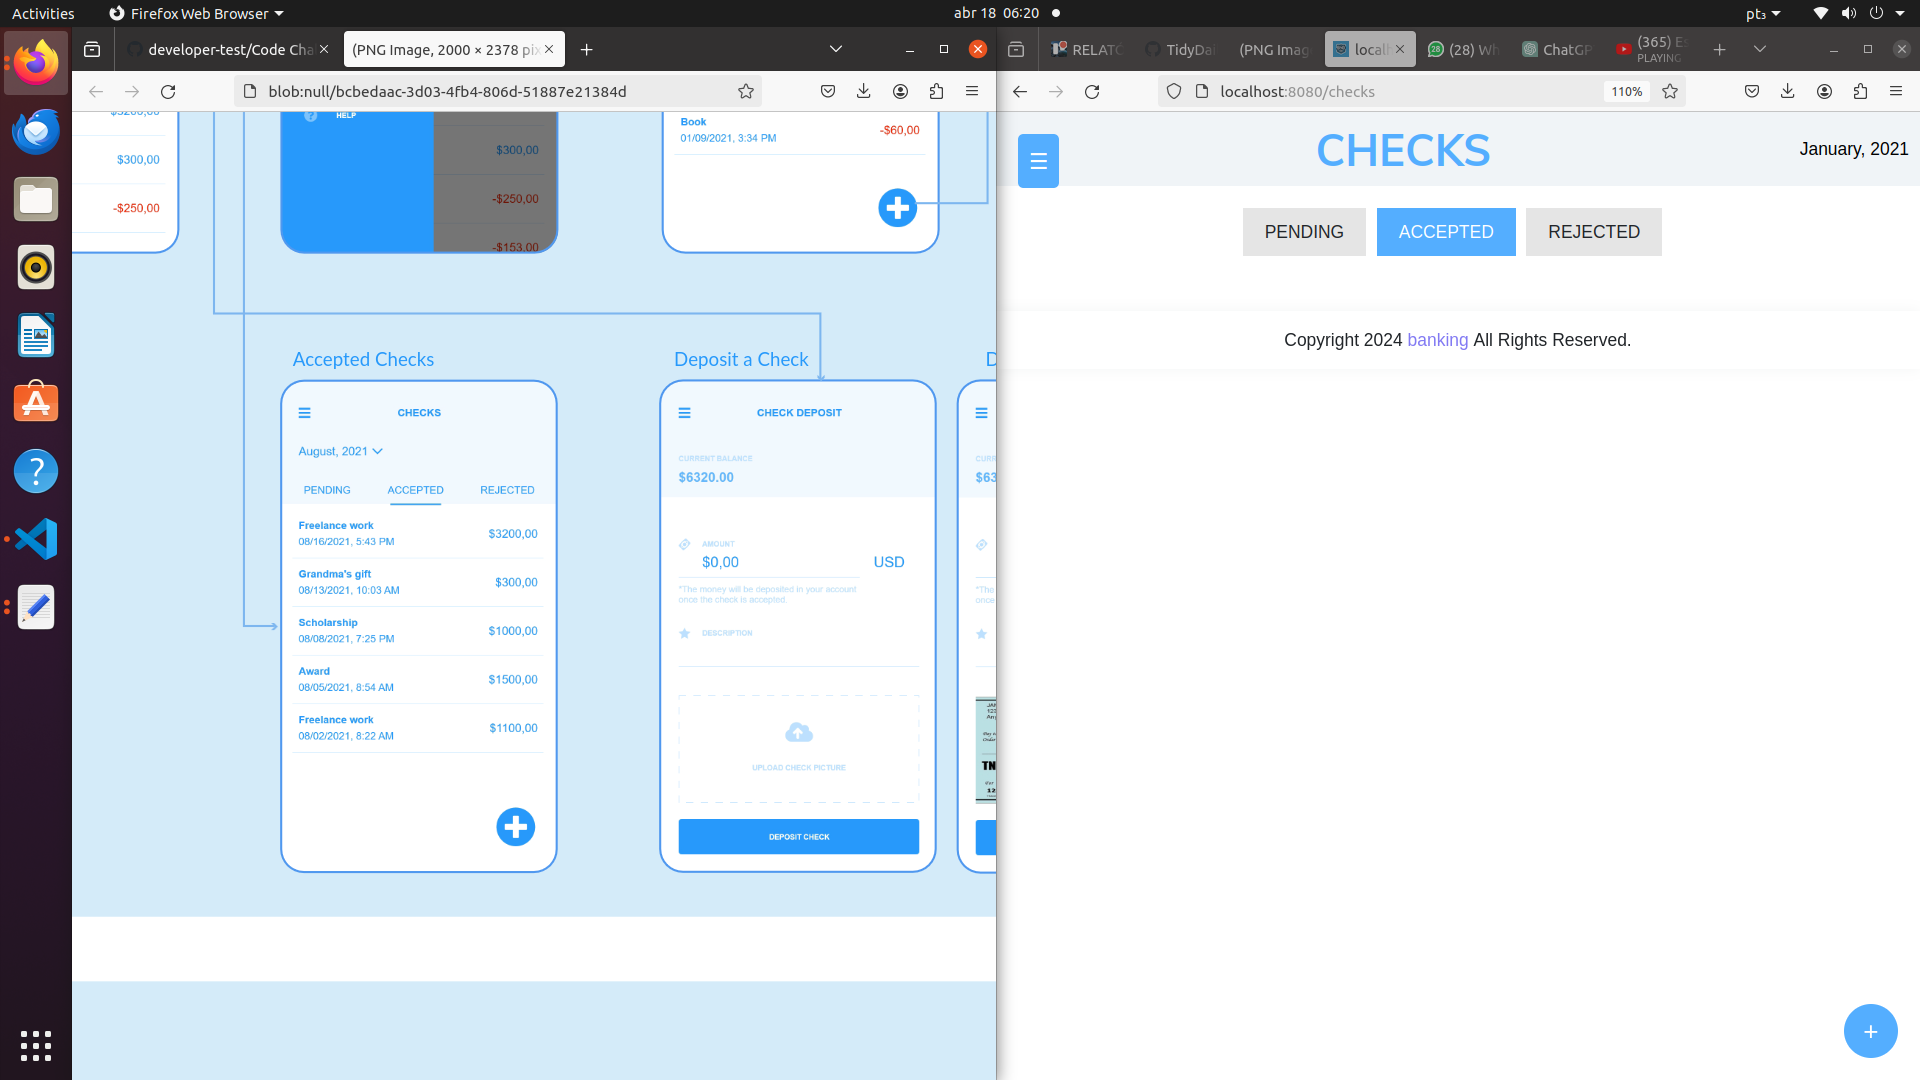 Activities
Firefox Web Browser
abr 18 06:20
pt₃
developer-test/Code Cha
(PNG Image, 2000 × 2378 pix
blob:null/bcbedaac-3d03-4fb4-806d-51887e21384d
$300,00
-$250,00
HELP
$300,00
-$250,00
-$153.00
Book
01/09/2021, 3:34 PM
-$60,00
Accepted Checks
CHECKS
August, 2021
PENDING
ACCEPTED
REJECTED
Freelance work
08/16/2021, 5:43 PM
$3200,00
Grandma's gift
08/13/2021, 10:03 AM
$300,00
Scholarship
08/08/2021, 7:25 PM
$1000,00
Award
08/05/2021, 8:54 AM
$1500,00
Freelance work
08/02/2021, 8:22 AM
$1100,00
Deposit a Check
CHECK DEPOSIT
CURRENT BALANCE
$6320.00
AMOUNT
$0,00
USD
*The money will be deposited in your account
once the check is accepted.
DESCRIPTION
UPLOAD CHECK PICTURE
DEPOSIT CHECK
D
CURR
$63
*The
once
TN
RELATÓ
TidyDai
(PNG Imag
localh
(28) Wh
ChatGP
(365) Es
PLAYING
localhost:8080/checks
110%
CHECKS
January, 2021
PENDING
ACCEPTED
REJECTED
Copyright 2024 banking All Rights Reserved.